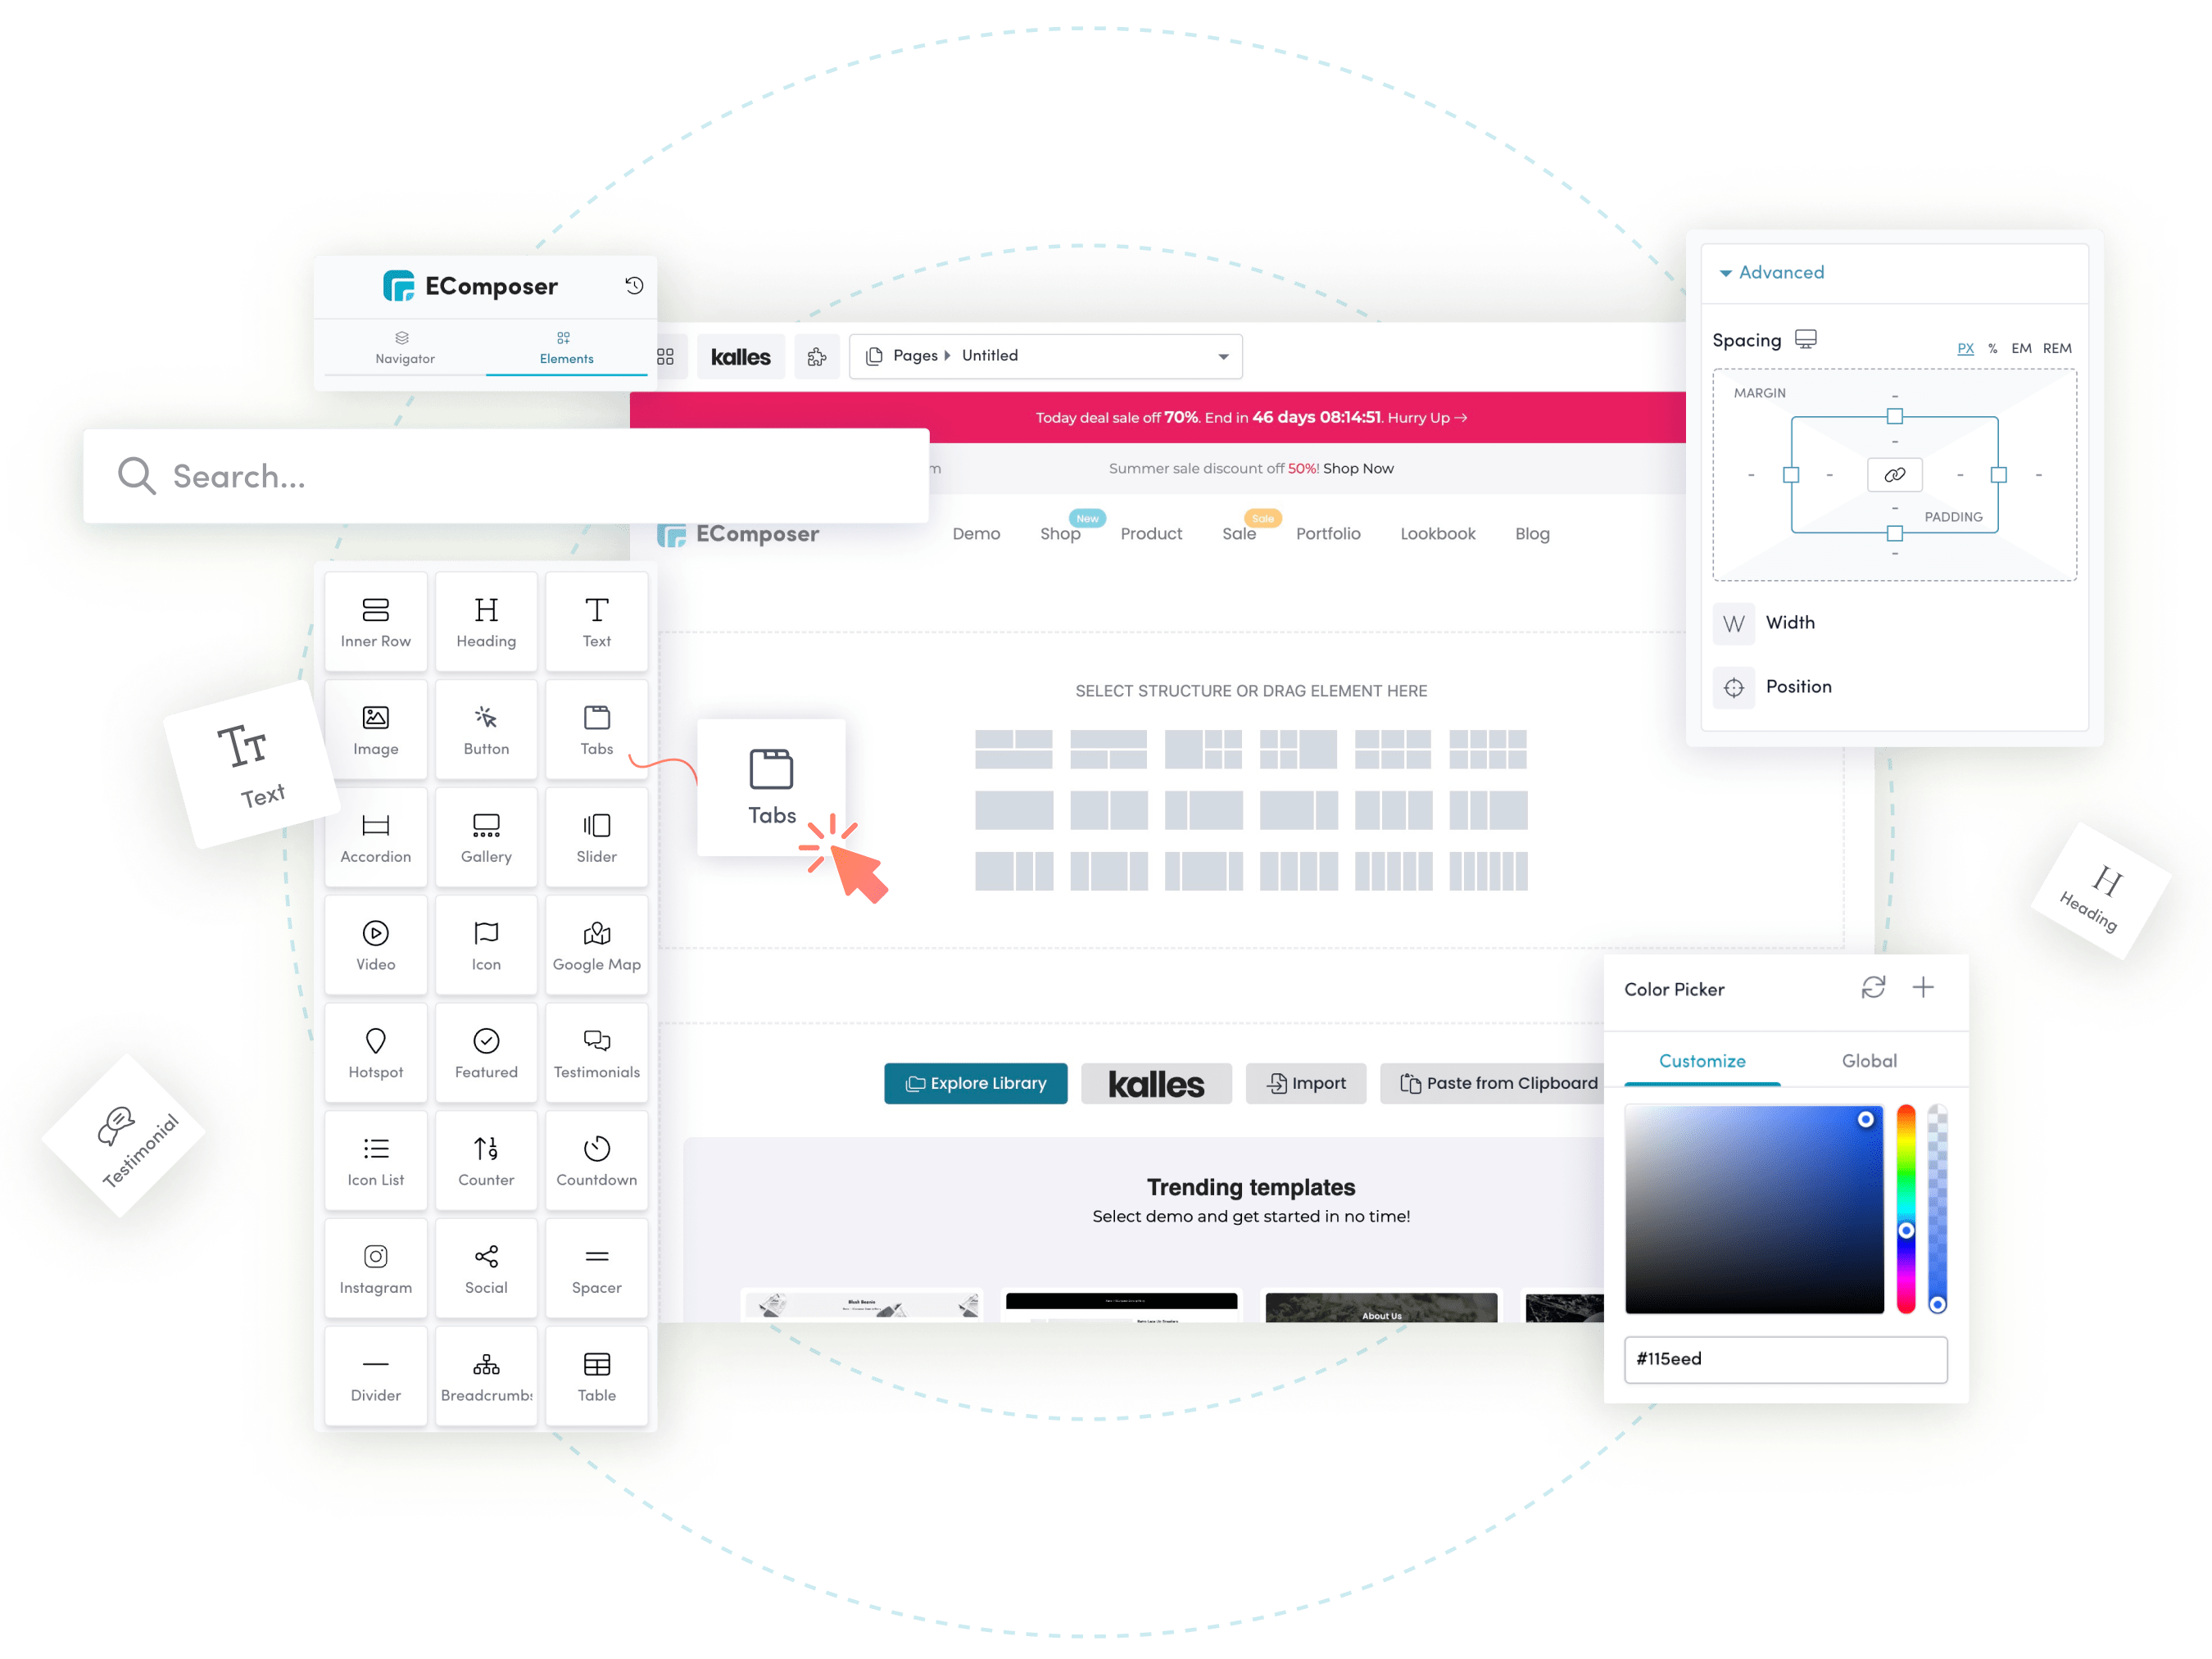 EComposer
Navigator
Elements
kalles
Pages
Untitled
Advanced
Spacing
PX % EM REM
MARGIN
PADDING
Width
Position
Today deal sale off 70%. End in 46 days 08:14:51. Hurry Up →
Search...
m
Summer sale discount off 50%! Shop Now
EComposer
Demo
Shop
New
Product
Sale
Sale
Portfolio
Lookbook
Blog
Inner Row
Heading
Text
Image
Button
Tabs
Accordion
Gallery
Slider
Video
Icon
Google Map
Hotspot
Featured
Testimonials
Icon List
Counter
Countdown
Instagram
Social
Spacer
Divider
Breadcrumbs
Table
Text
Testimonial
Tabs
SELECT STRUCTURE OR DRAG ELEMENT HERE
Heading
Explore Library
kalles
Import
Paste from Clipboard
Trending templates
Select demo and get started in no time!
About Us
Color Picker
Customize
Global
#115eed